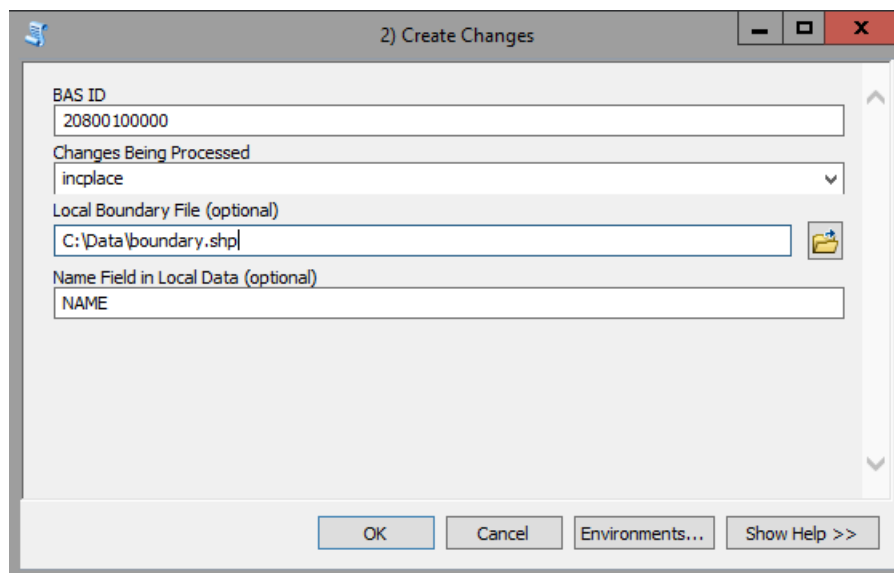 2) Create Changes
BAS ID
20800100000
Changes Being Processed
incplace
Local Boundary File (optional)
C:\Data\boundary.shp
Name Field in Local Data (optional)
NAME
OK Cancel Environments... Show Help >>